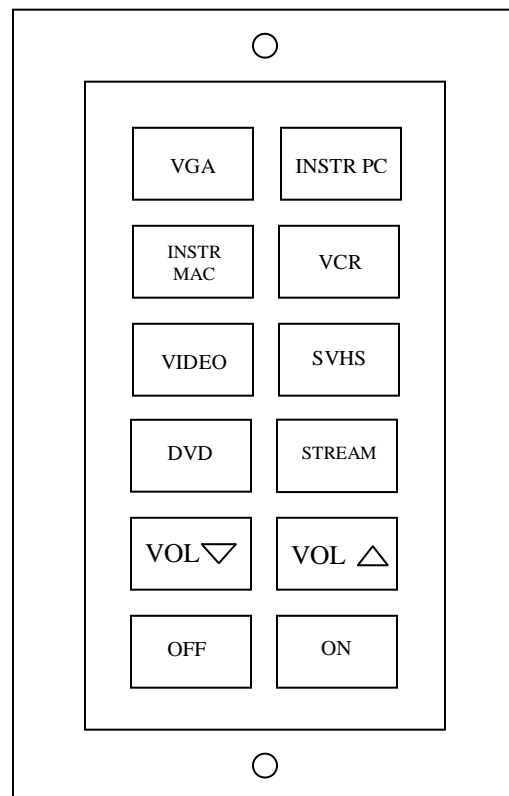 VGA
INSTR PC
INSTR
MAC
VCR
VIDEO
SVHS
DVD
STREAM
VOL
VOL
OFF
ON